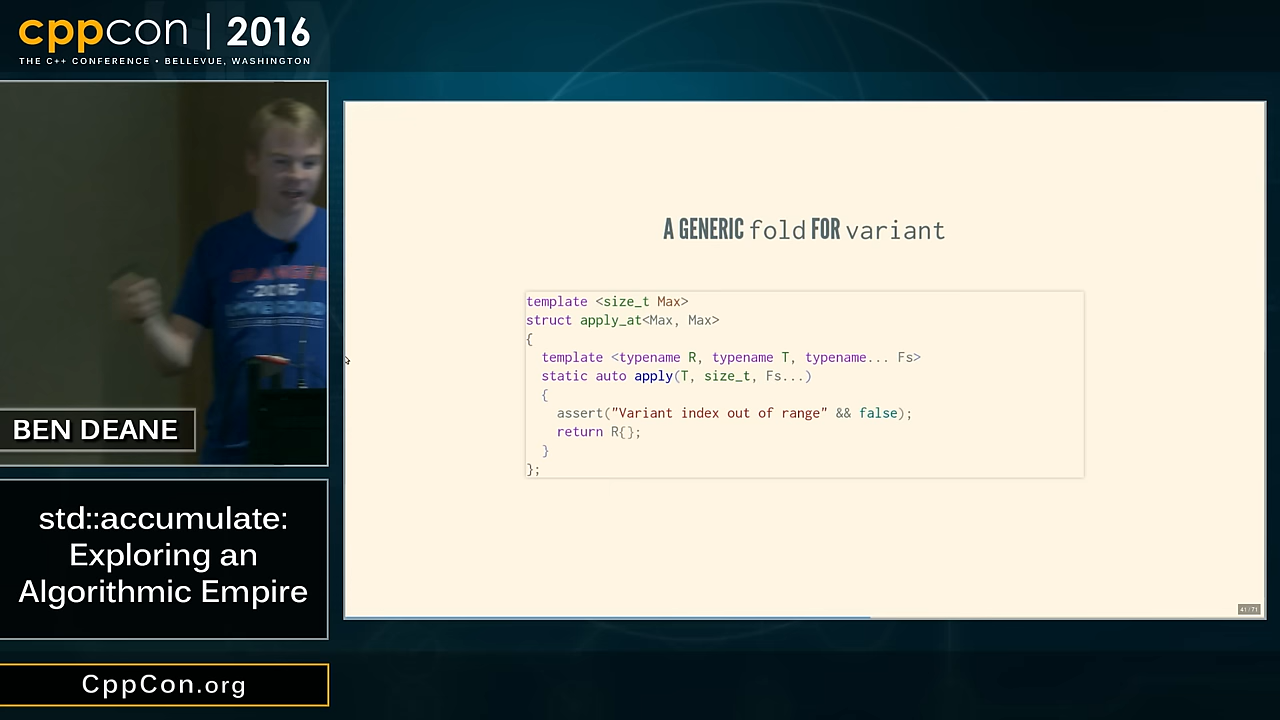 cppcon | 2016
THE C++ CONFERENCE • BELLEVUE, WASHINGTON
BEN DEANE
std::accumulate:
Exploring an
Algorithmic Empire
CppCon.org
A GENERIC fold FOR variant
template <size_t Max>
struct apply_at<Max, Max>
{
template <typename R, typename T, typename... Fs>
static auto apply(T, size_t, Fs...)
{
assert("Variant index out of range" && false);
return R{};
}
};
41 / 71